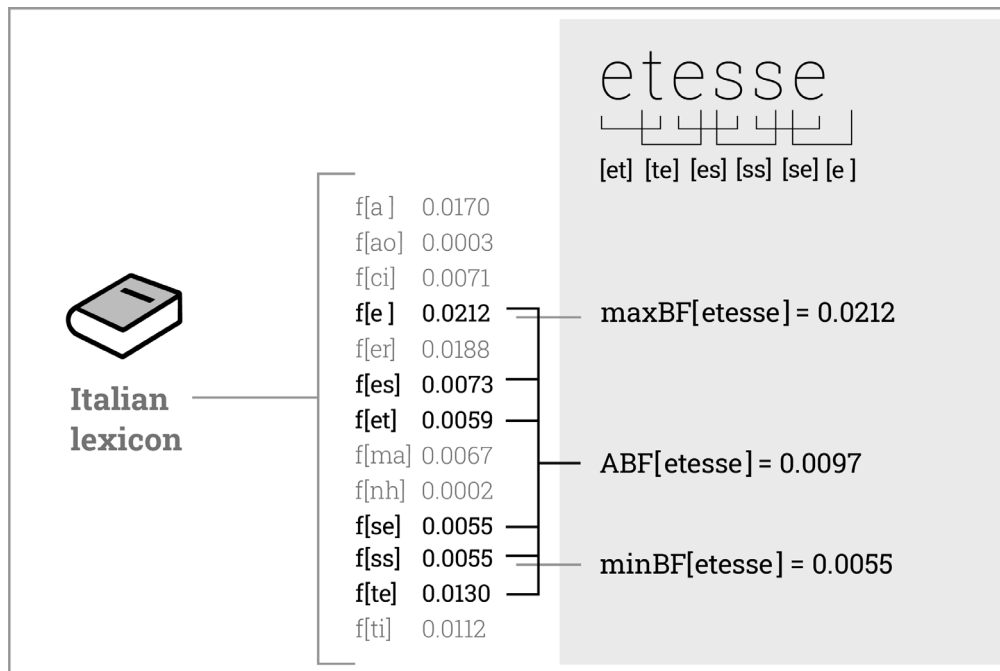 etesse
[et] [te] [es] [ss] [se] [e ]
f[a ] 0.0170
f[ao] 0.0003
f[ci] 0.0071
f[e ] 0.0212
f[er] 0.0188
f[es] 0.0073
f[et] 0.0059
f[ma] 0.0067
f[nh] 0.0002
f[se] 0.0055
f[ss] 0.0055
f[te] 0.0130
f[ti] 0.0112
Italian
lexicon
maxBF[etesse] = 0.0212
ABF[etesse] = 0.0097
minBF[etesse] = 0.0055